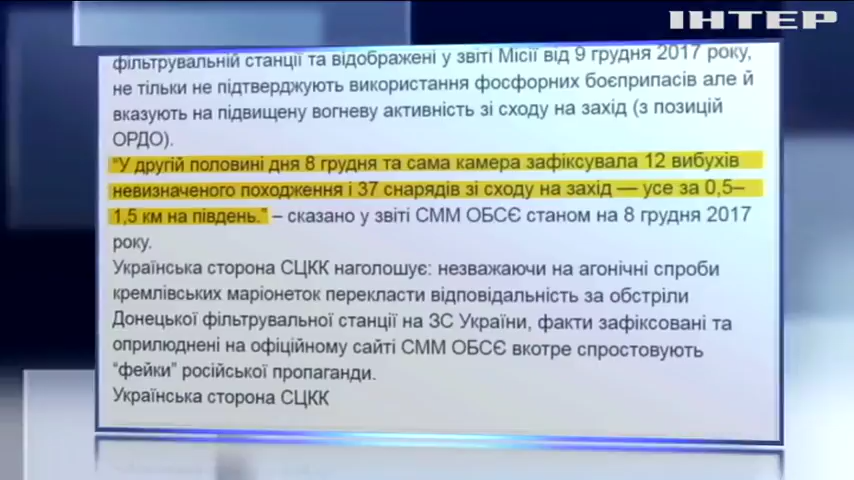 ІНТЕР
фільтрувальній станції та відображені у звіті Місії від 9 грудня 2017 року,
не тільки не підтверджують використання фосфорних боєприпасів але й
вказують на підвищену вогневу активність зі сходу на захід (з позицій
ОРДО).
"У другій половині дня 8 грудня та сама камера зафіксувала 12 вибухів
невизначеного походження і 37 снарядів зі сходу на захід — усе за 0,5–
1,5 км на південь." – сказано у звіті СММ ОБСЄ станом на 8 грудня 2017
року.
Українська сторона СЦКК наголошує: незважаючи на агонічні спроби
кремлівських маріонеток перекласти відповідальність за обстріли
Донецької фільтрувальної станції на ЗС України, факти зафіксовані та
оприлюднені на офіційному сайті СММ ОБСЄ вкотре спростовують
"фейки" російської пропаганди.
Українська сторона СЦКК